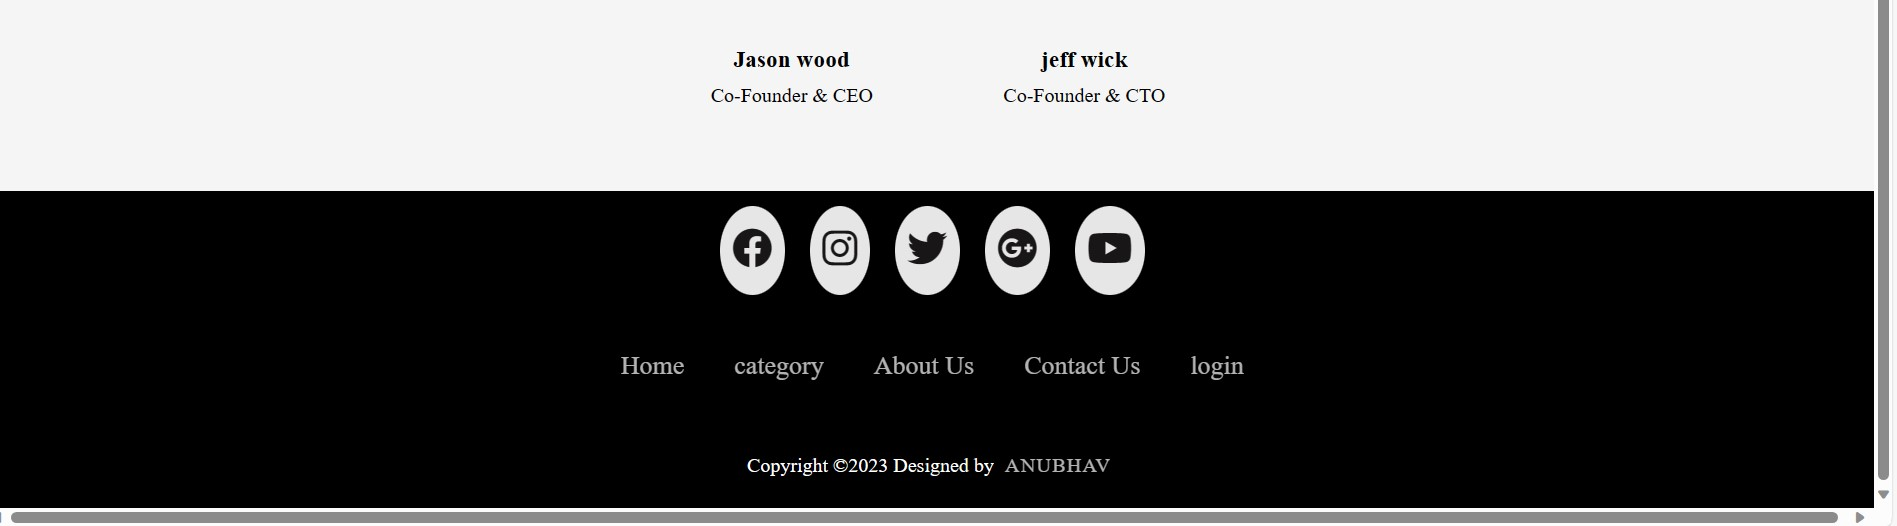 Jason wood jeff wick
Co-Founder & CEO Co-Founder & CTO
Home category About Us Contact Us login
Copyright ©2023 Designed by ANUBHAV